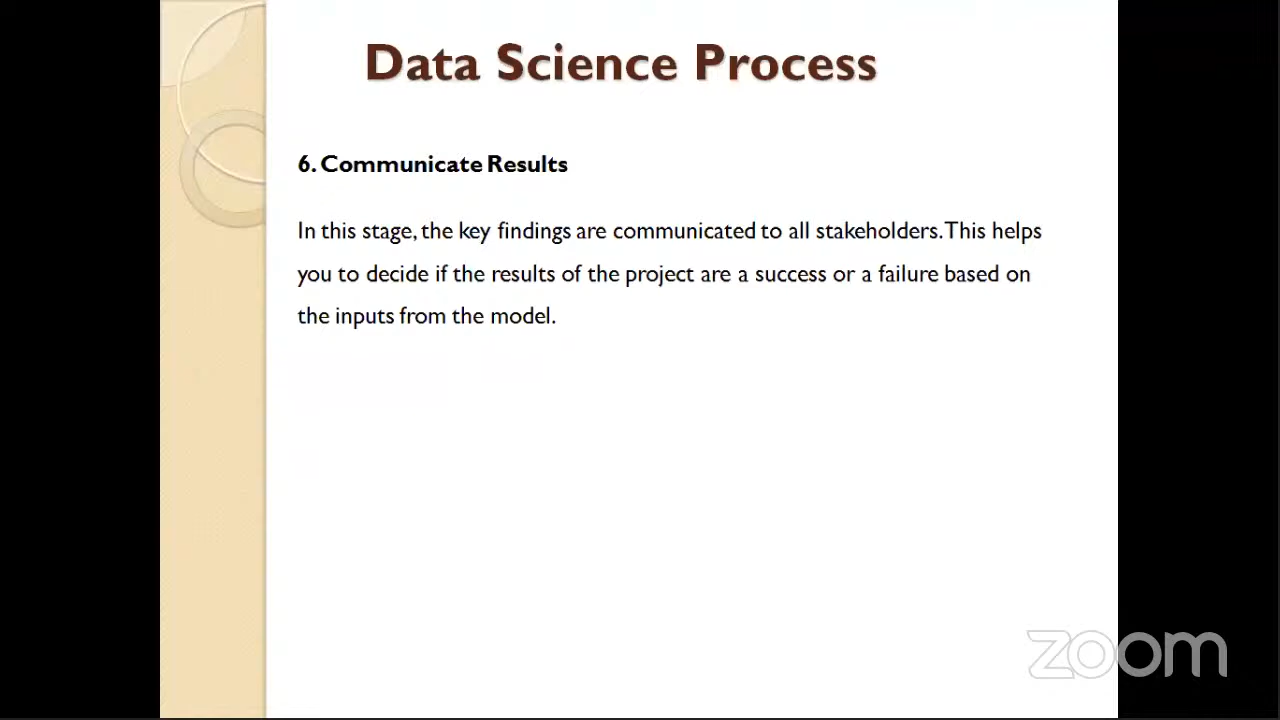 Data Science Process
6. Communicate Results
In this stage, the key findings are communicated to all stakeholders. This helps
you to decide if the results of the project are a success or a failure based on
the inputs from the model.
zoom